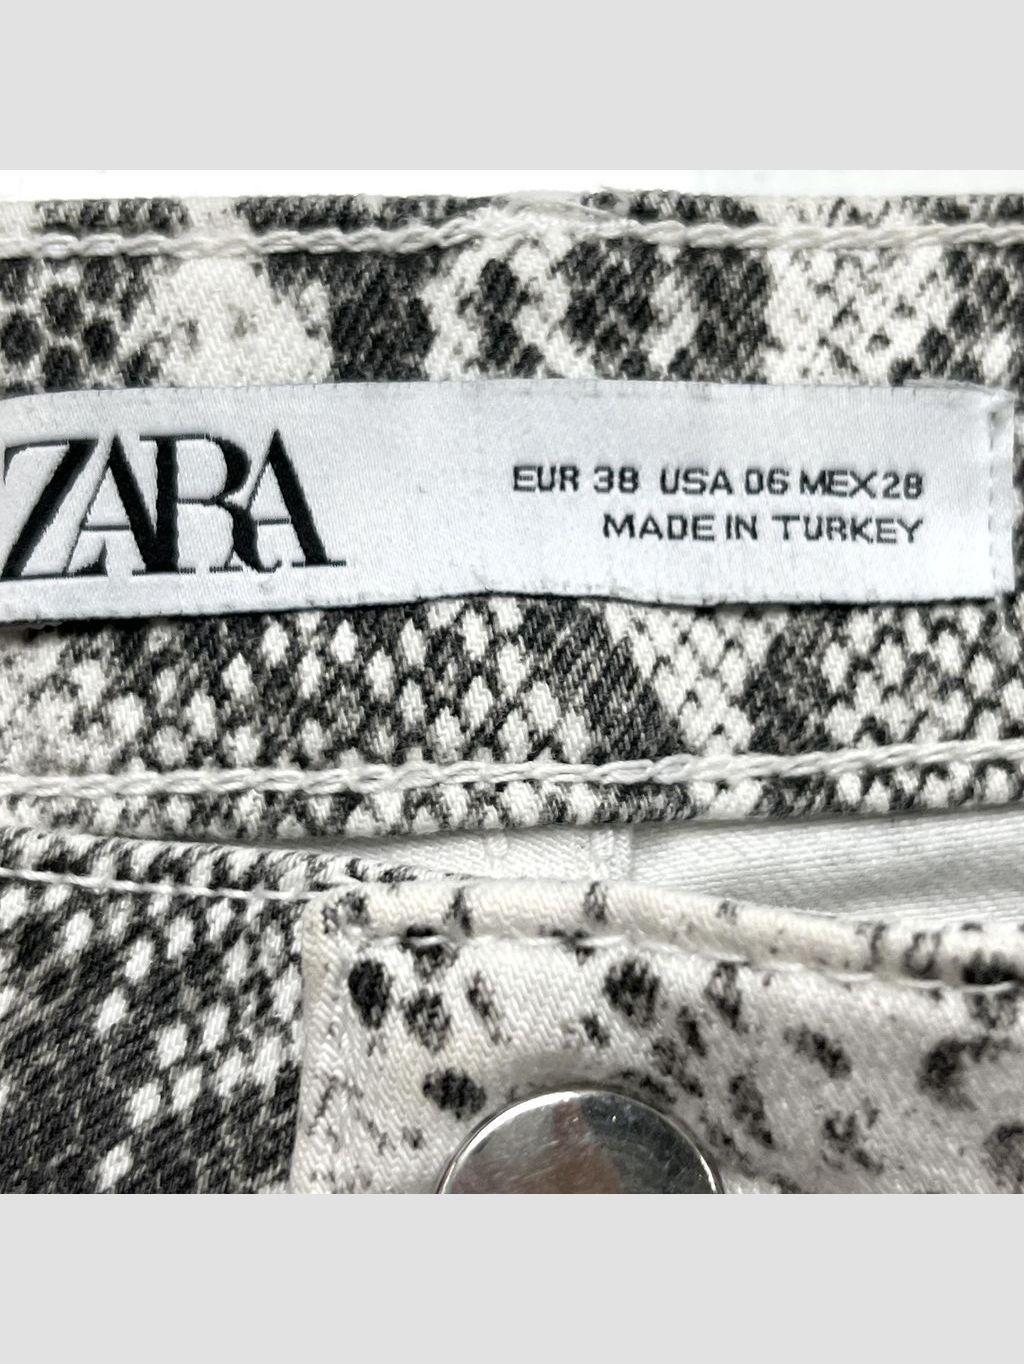 ZARA
EUR 38 USA 06 MEX 28
MADE IN TURKEY